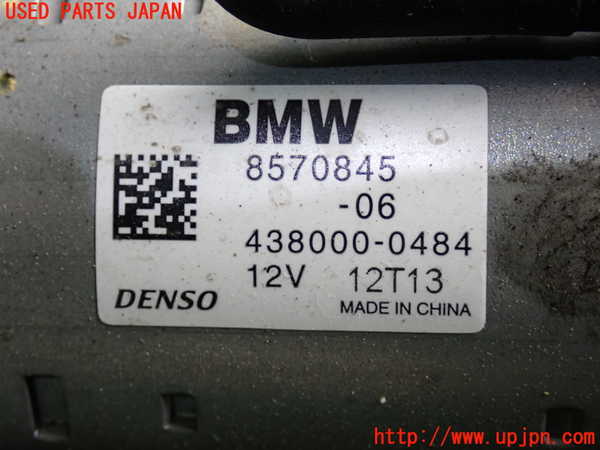 USED PARTS JAPAN
BMW
8570845
-06
438000-0484
12V 12T13
DENSO MADE IN CHINA
http://www.upjpn.com